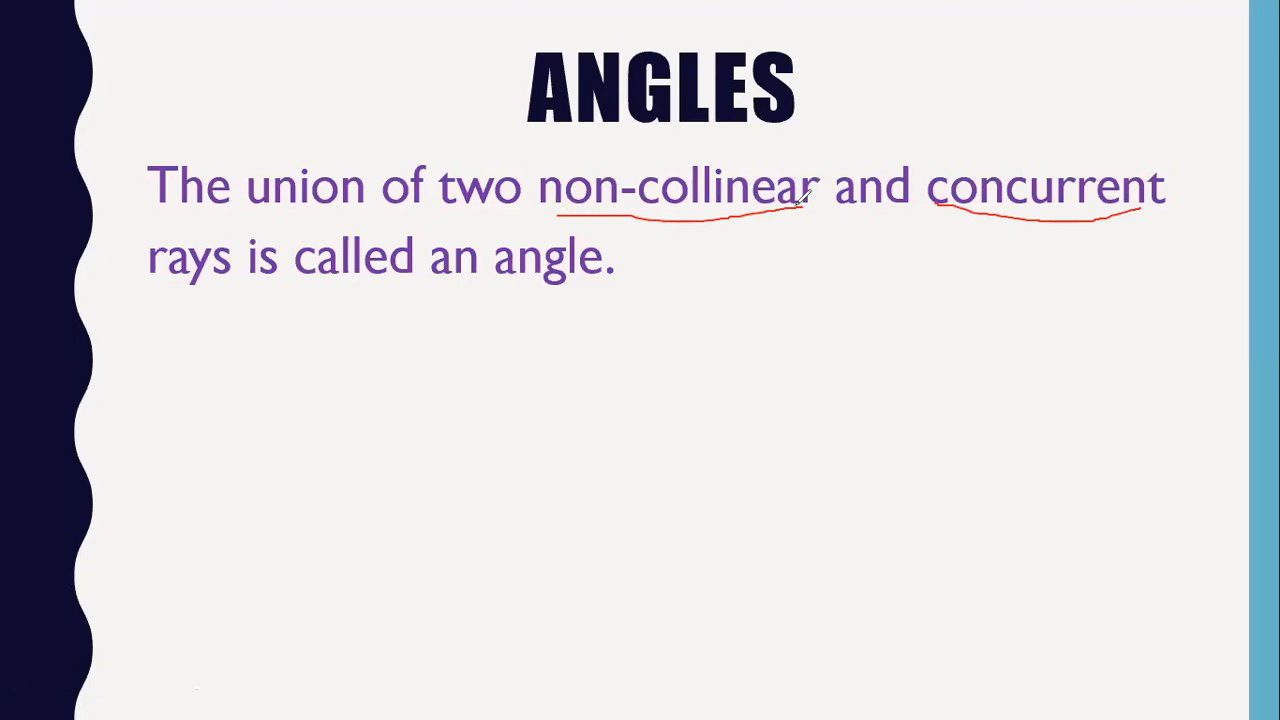 ANGLES
The union of two non-collinear and concurrent
rays is called an angle.